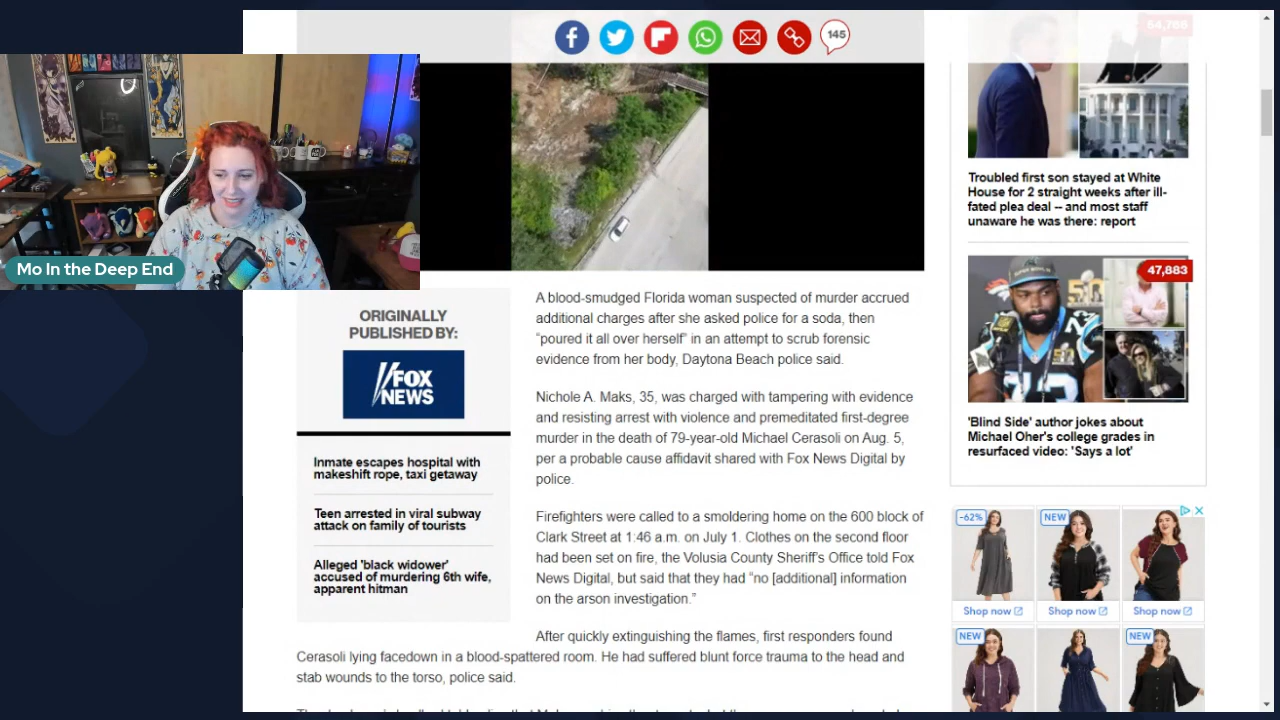 145
54,766
Mo In the Deep End
ORIGINALLY
PUBLISHED BY:
FOX
NEWS
Inmate escapes hospital with
makeshift rope, taxi getaway
Teen arrested in viral subway
attack on family of tourists
Alleged 'black widower'
accused of murdering 6th wife,
apparent hitman
A blood-smudged Florida woman suspected of murder accrued
additional charges after she asked police for a soda, then
“poured it all over herself” in an attempt to scrub forensic
evidence from her body, Daytona Beach police said.
Nichole A. Maks, 35, was charged with tampering with evidence
and resisting arrest with violence and premeditated first-degree
murder in the death of 79-year-old Michael Cerasoli on Aug. 5,
per a probable cause affidavit shared with Fox News Digital by
police.
Firefighters were called to a smoldering home on the 600 block of
Clark Street at 1:46 a.m. on July 1. Clothes on the second floor
had been set on fire, the Volusia County Sheriff’s Office told Fox
News Digital, but said that they had “no [additional] information
on the arson investigation.”
After quickly extinguishing the flames, first responders found
Cerasoli lying facedown in a blood-spattered room. He had suffered blunt force trauma to the head and
stab wounds to the torso, police said.
Troubled first son stayed at White
House for 2 straight weeks after ill-
fated plea deal -- and most staff
unaware he was there: report
47,883
'Blind Side' author jokes about
Michael Oher's college grades in
resurfaced video: 'Says a lot'
-62%
NEW
Shop now
Shop now
Shop now
NEW
NEW